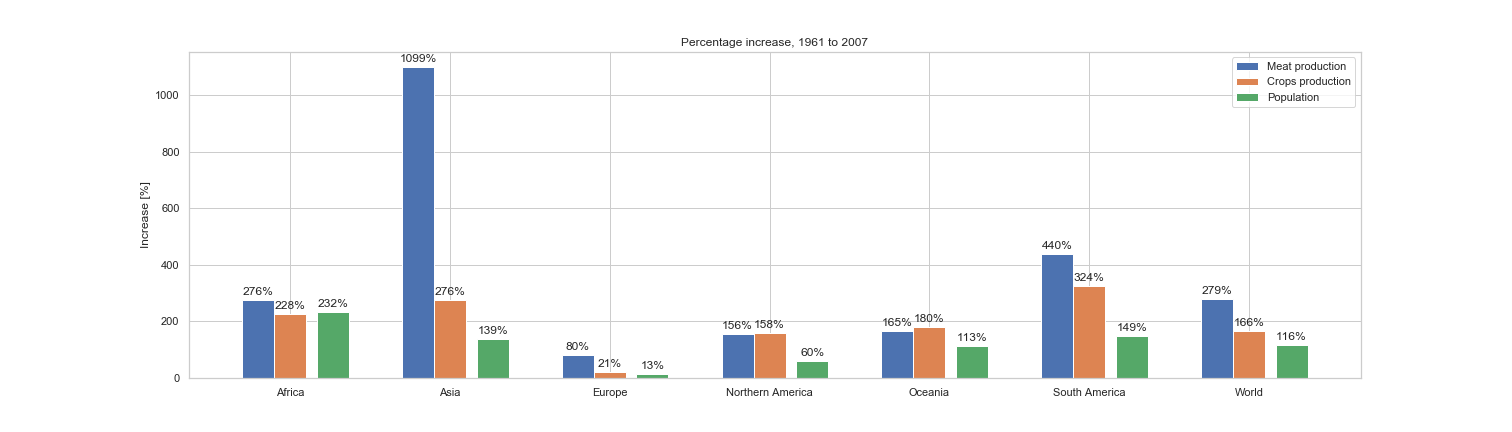 Percentage increase, 1961 to 2007
Meat production
Crops production
Population
Increase [%]
1000
800
600
400
200
0
276% 228% 232%
1099% 276% 139%
80% 21% 13%
156% 158% 60%
165% 180% 113%
440% 324% 149%
279% 166% 116%
Africa Asia Europe Northern America Oceania South America World